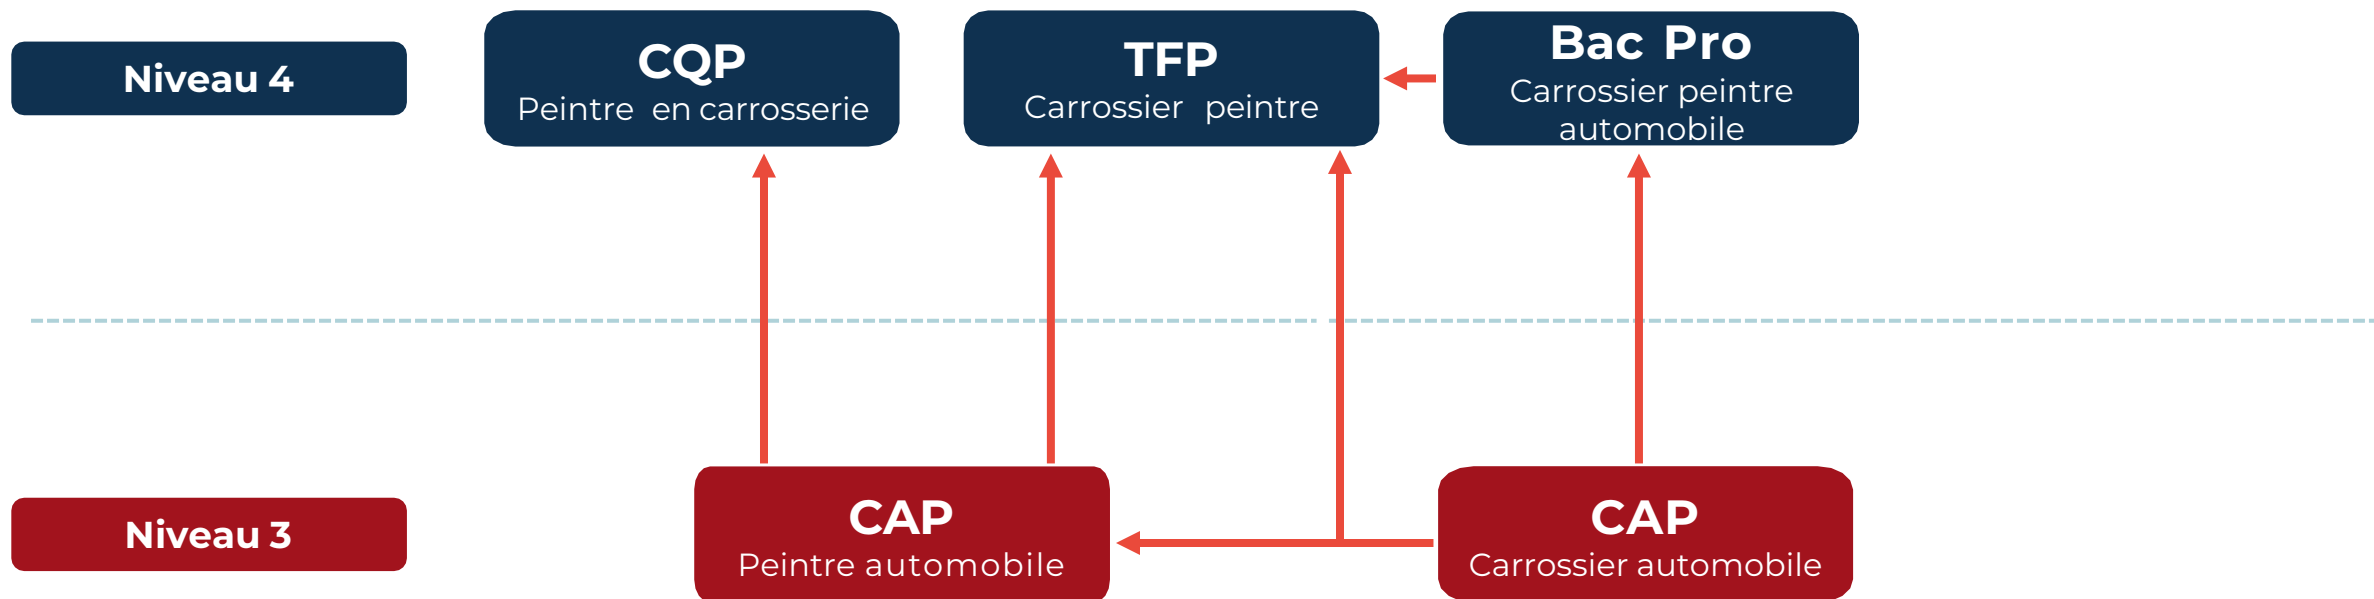 Niveau 4
CQP
Peintre en carrosserie
TFP
Carrossier peintre
Bac Pro
Carrossier peintre
automobile
Niveau 3
CAP
Peintre automobile
CAP
Carrossier automobile